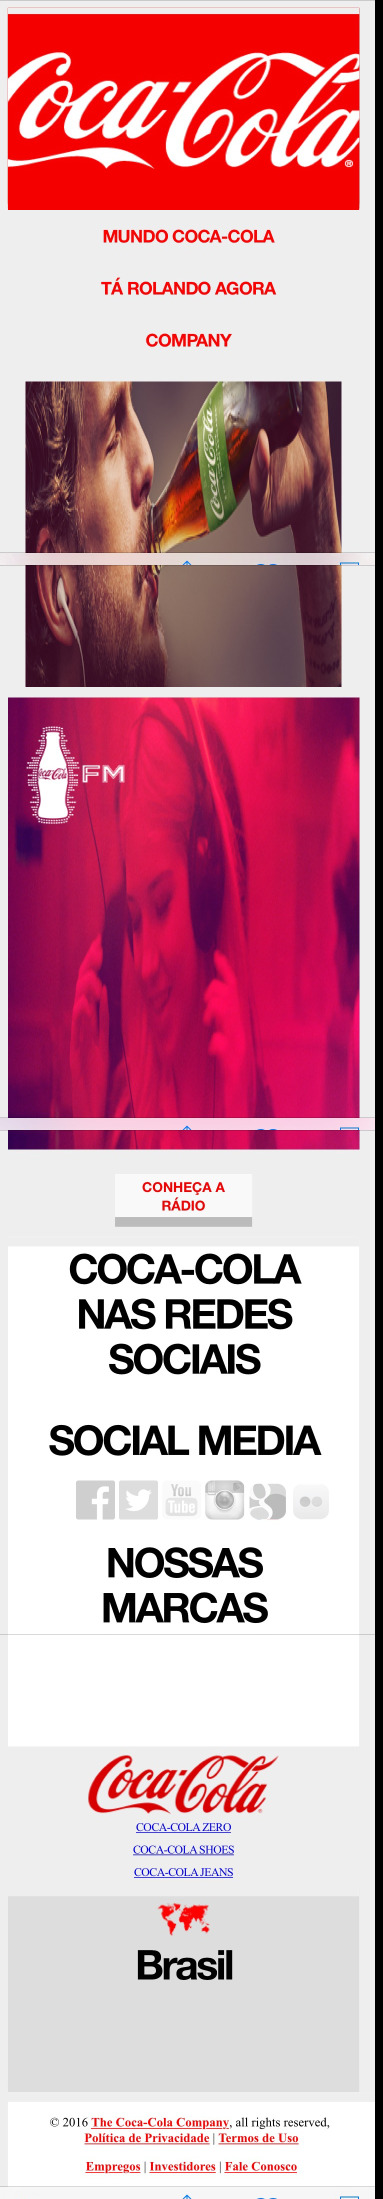 Coca-Cola®
MUNDO COCA-COLA
TÁ ROLANDO AGORA
COMPANY
Coca-Cola
Coca-Cola FM
CONHEÇA A
RÁDIO
COCA-COLA
NAS REDES
SOCIAIS
SOCIAL MEDIA
You
Tube
NOSSAS
MARCAS
Coca-Cola
COCA-COLA ZERO
COCA-COLA SHOES
COCA-COLA JEANS
Brasil
© 2016 The Coca-Cola Company, all rights reserved,
Política de Privacidade | Termos de Uso
Empregos | Investidores | Fale Conosco